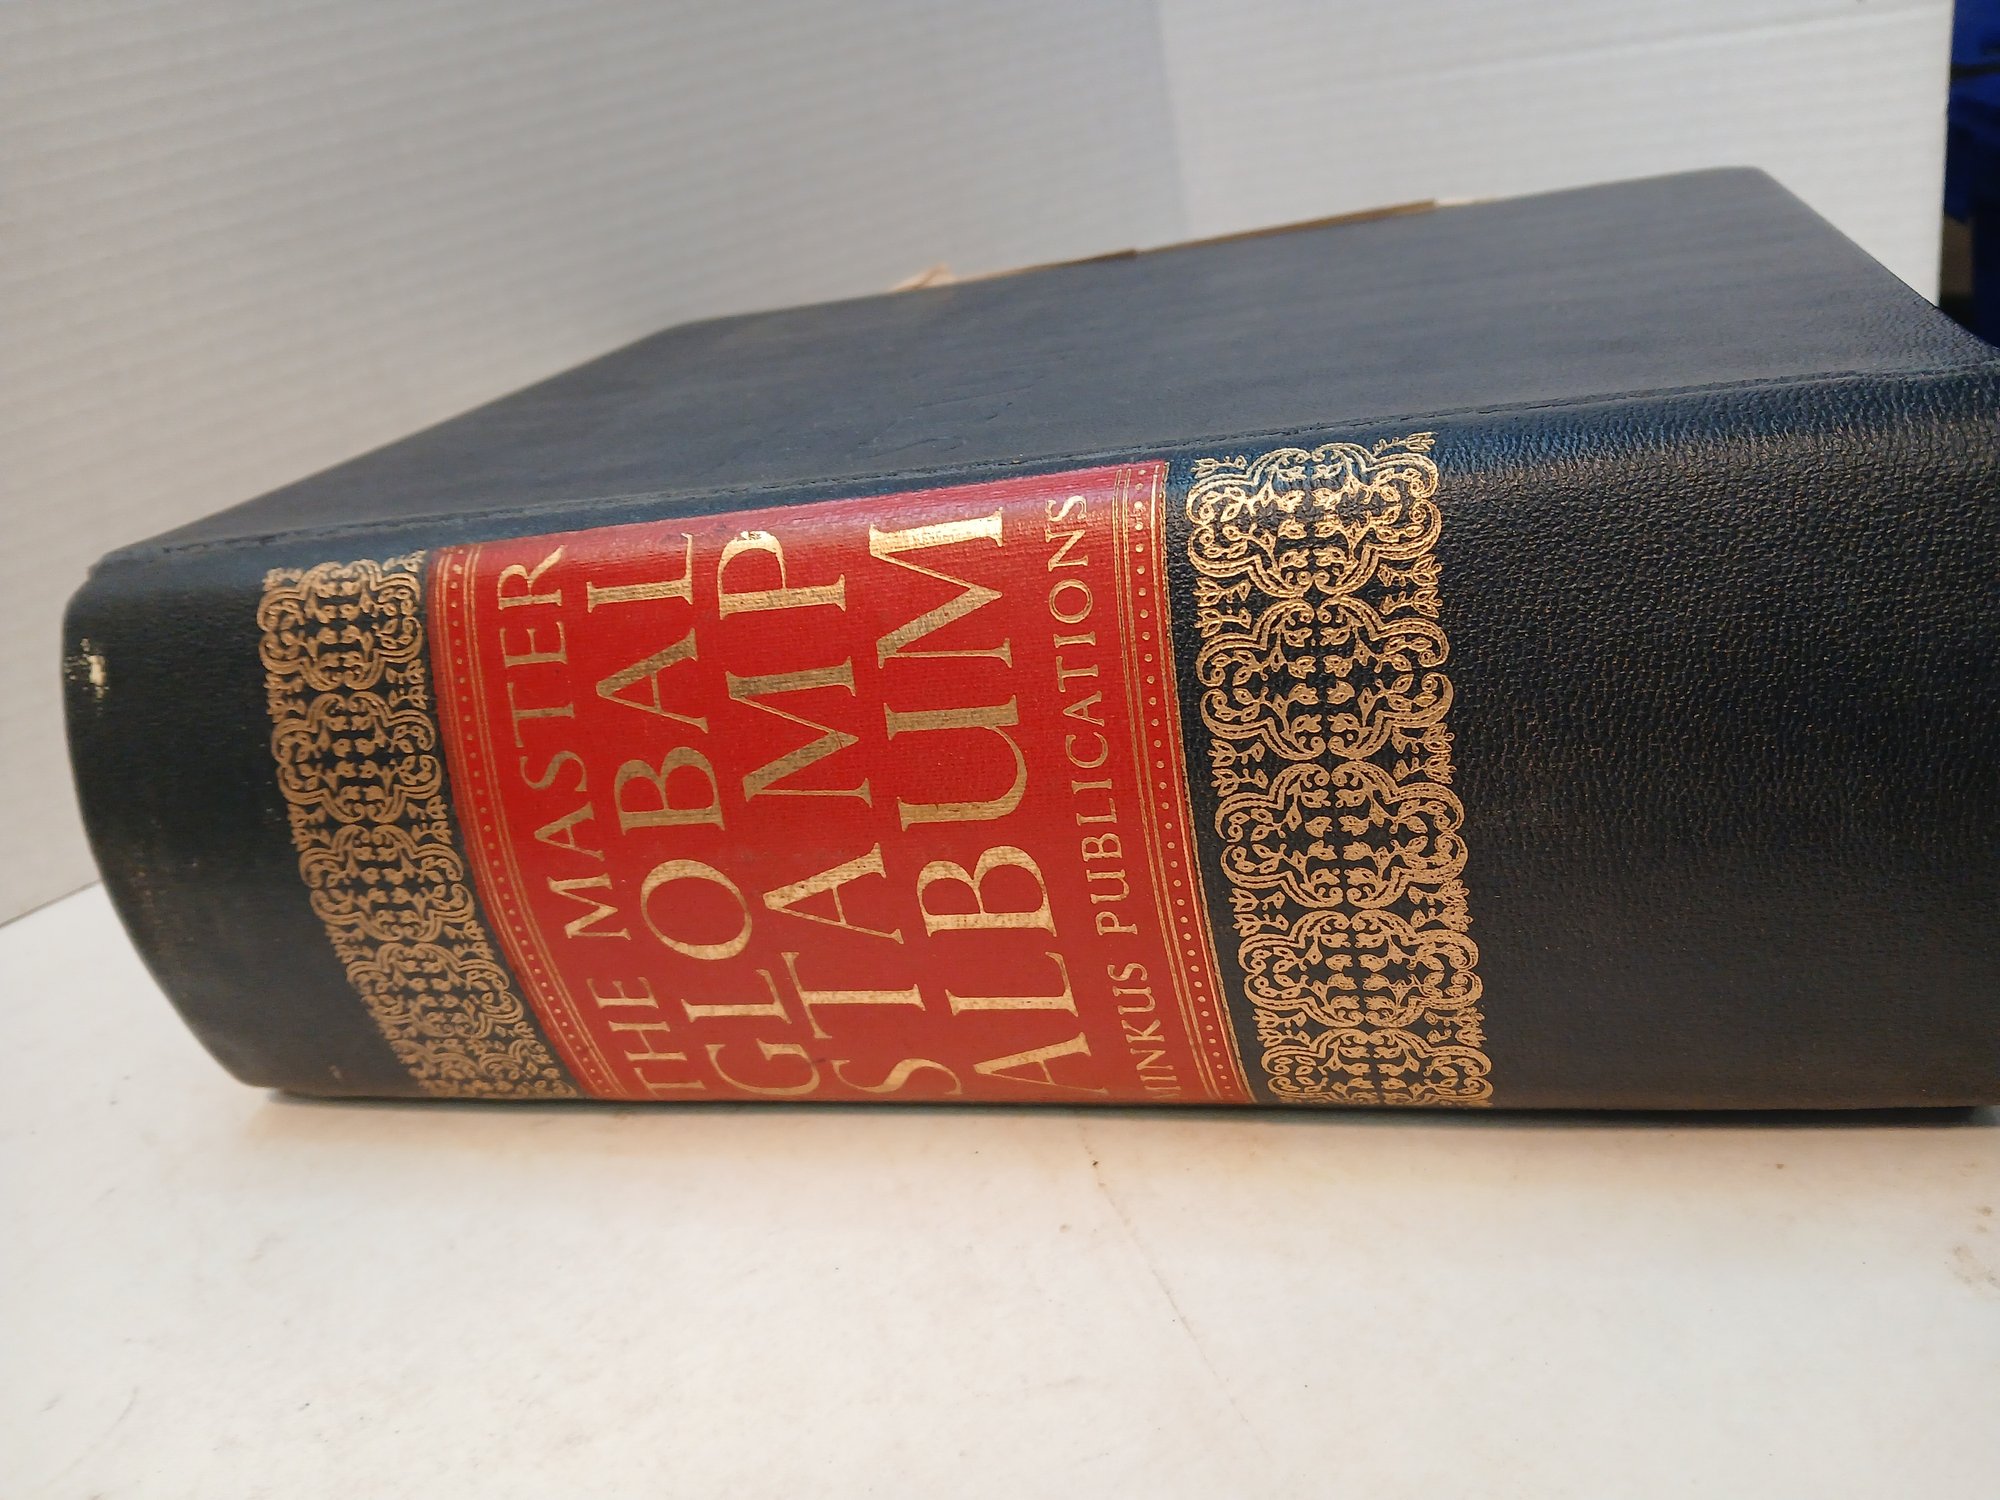 THE MASTER
GLOBAL
STAMP
ALBUM
MINKUS PUBLICATIONS